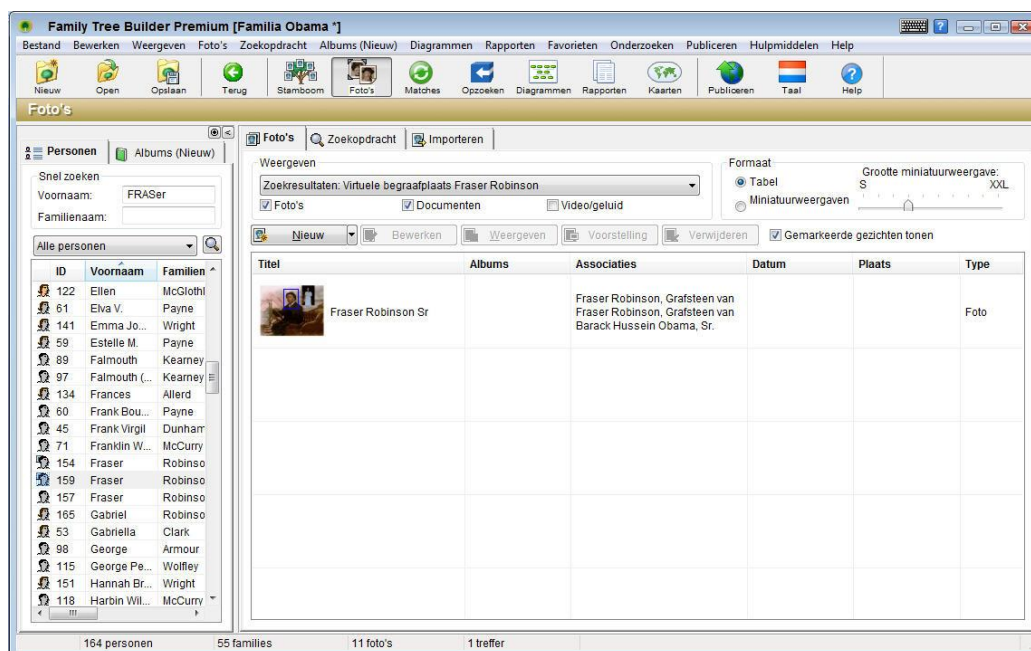 Family Tree Builder Premium [Familia Obama *]
Bestand Bewerken Weergeven Foto's Zoekopdracht Albums (Nieuw) Diagrammen Rapporten Favorieten Onderzoeken Publiceren Hulpmiddelen Help
Nieuw Open Opslaan Terug Stamboom Foto's Matches Opzoeken Diagrammen Rapporten Kaarten Publiceren Taal Help
Foto's
Personen Albums (Nieuw)
Snel zoeken
Voornaam: FRASer
Familienaam:
Alle personen
ID Voornaam Familien
122 Ellen McGlothl
61 Elva V. Payne
141 Emma Jo... Wright
59 Estelle M. Payne
89 Falmouth Kearney
97 Falmouth (... Kearney
134 Frances Allerd
60 Frank Bou... Payne
45 Frank Virgil Dunham
71 Franklin W... McCurry
154 Fraser Robinso
159 Fraser Robinso
157 Fraser Robinso
165 Gabriel Robinso
53 Gabriella Clark
98 George Armour
115 George Pe... Wolfley
151 Hannah Br... Wright
118 Harbin Wil... McCurry
Foto's Zoekopdracht Importeren
Weergeven
Zoekresultaten: Virtuele begraafplaats Fraser Robinson
Foto's Documenten Video/geluid
Formaat
Tabel
Miniatuurweergaven
Grootte miniatuurweergave:
S XXL
Nieuw Bewerken Weergeven Voorstelling Verwijderen Gemarkeerde gezichten tonen
Titel Albums Associaties Datum Plaats Type
Fraser Robinson Sr
Fraser Robinson, Grafsteen van
Fraser Robinson, Grafsteen van
Barack Hussein Obama, Sr.
Foto
164 personen 55 families 11 foto's 1 treffer